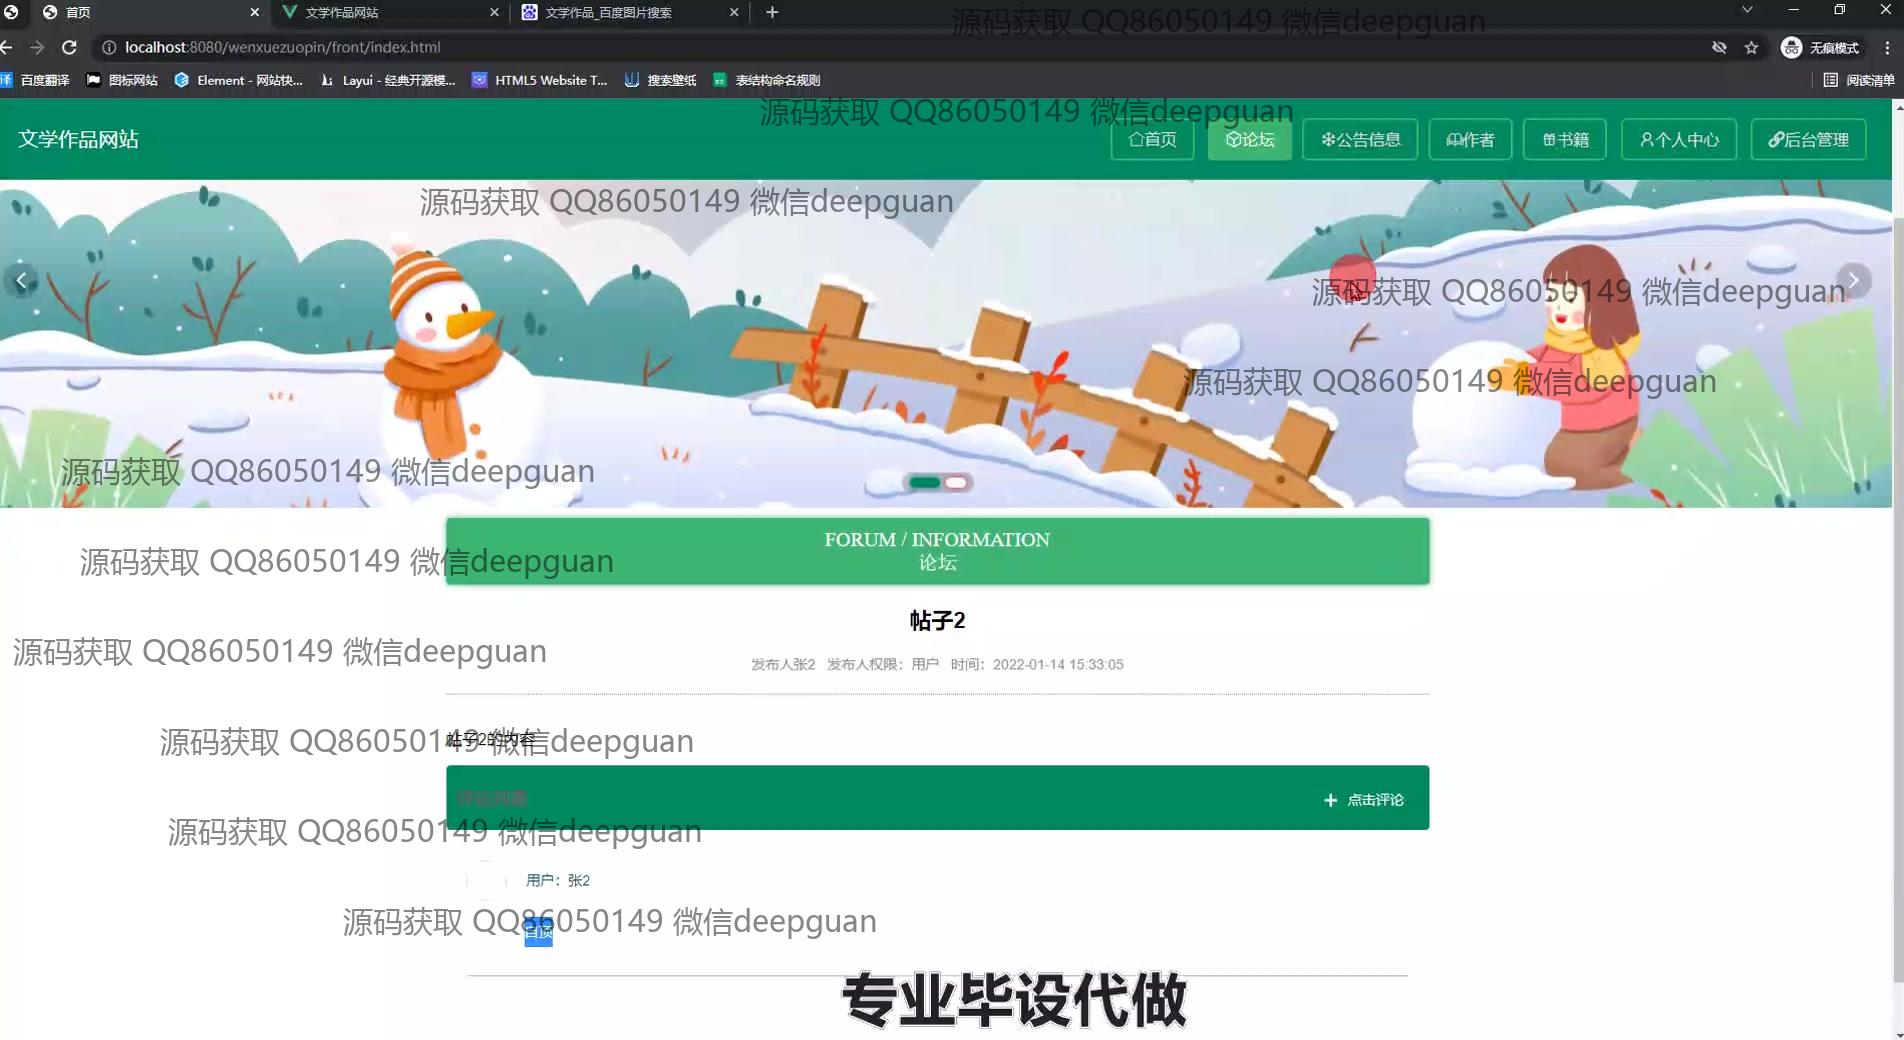 首页
文学作品网站
文学作品_百度图片搜索
源码获取 QQ86050149 微信deepguan
localhost:8080/wenxuezuopin/front/index.html
无痕模式
译 百度翻译
图标网站
Element - 网站快...
Layui - 经典开源模...
HTML5 Website T...
搜索壁纸
表结构命名规则
阅读清单
源码获取 QQ86050149 微信deepguan
文学作品网站
首页
论坛
公告信息
作者
书籍
个人中心
后台管理
源码获取 QQ86050149 微信deepguan
源码获取 QQ86050149 微信deepguan
源码获取 QQ86050149 微信deepguan
源码获取 QQ86050149 微信deepguan
FORUM / INFORMATION
论坛
源码获取 QQ86050149 微信deepguan
帖子2
发布人张2 发布人权限：用户 时间：2022-01-14 15:33:05
源码获取 QQ86050149 微信deepguan
帖子2的内容
源码获取 QQ86050149 微信deepguan
评论列表
点击评论
源码获取 QQ86050149 微信deepguan
用户：张2
源码获取 QQ86050149 微信deepguan
专业毕设代做